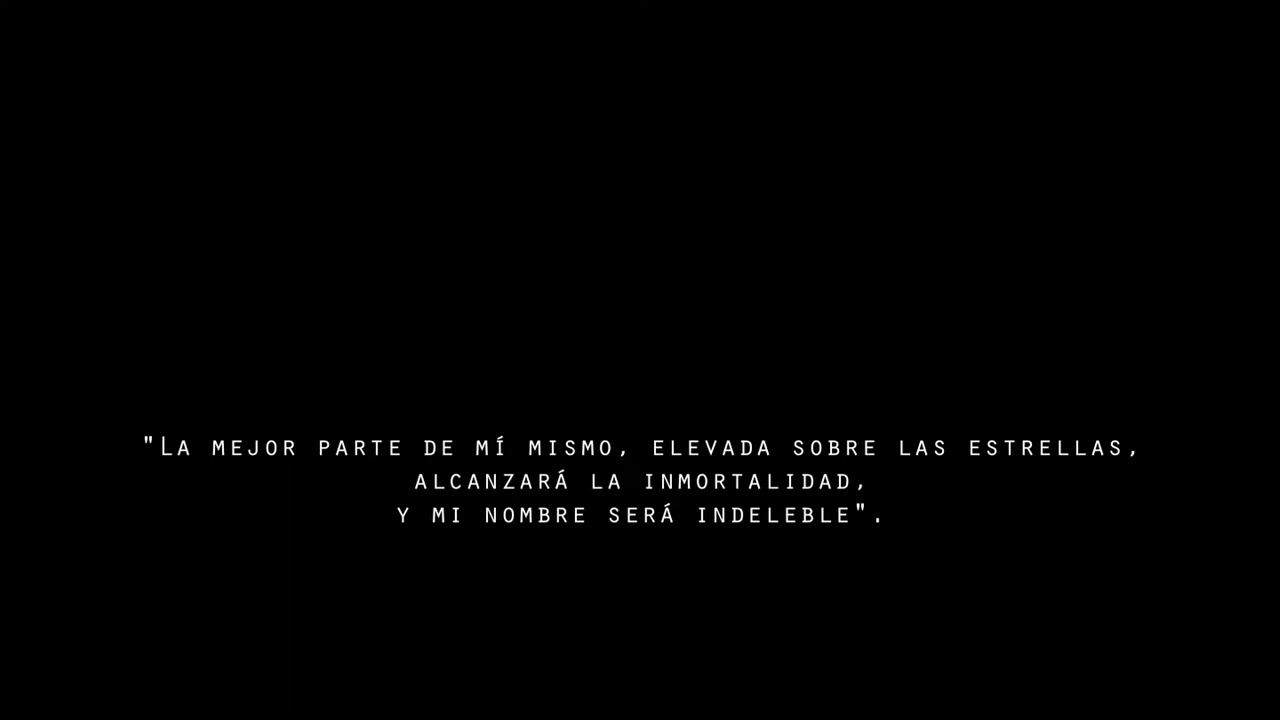 "La mejor parte de mí mismo, elevada sobre las estrellas,
alcanzará la inmortalidad,
y mi nombre será indeleble".